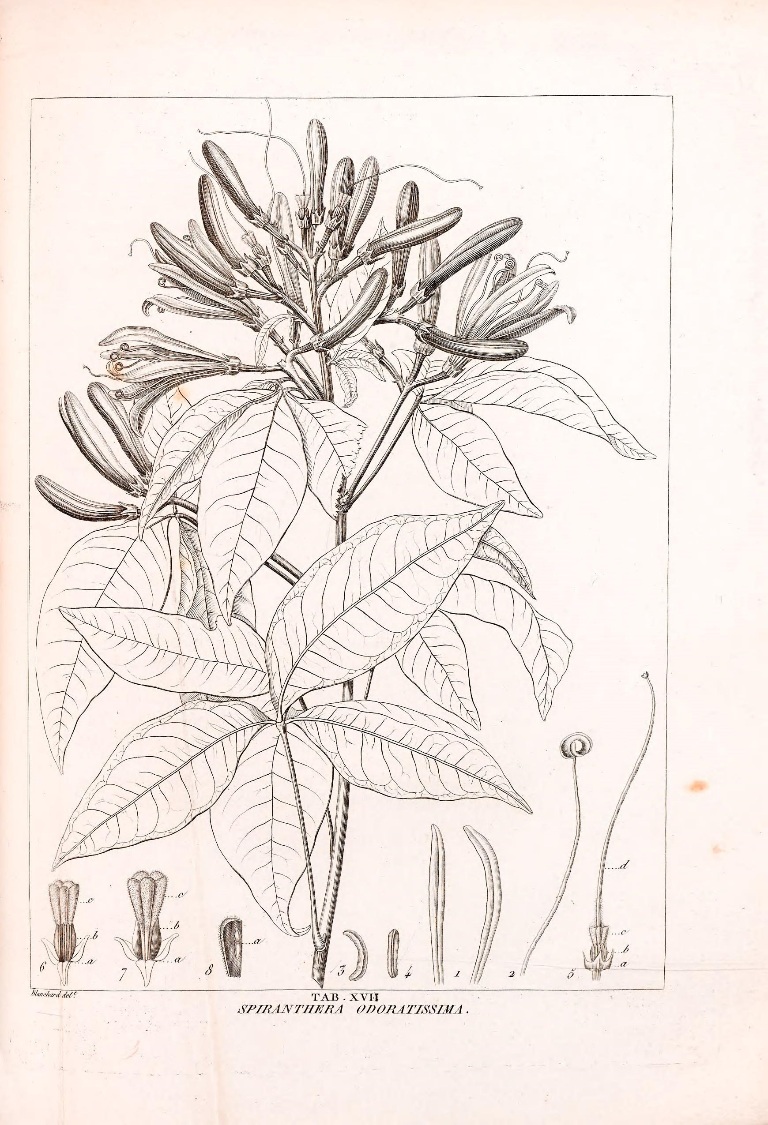 c
b
a
6
c
b
a
7
a
8
3
4
1
2
d
c
b
a
5
Blanchard del.t
TAB. XVII
SPIRANTHERA ODORATISSIMA.